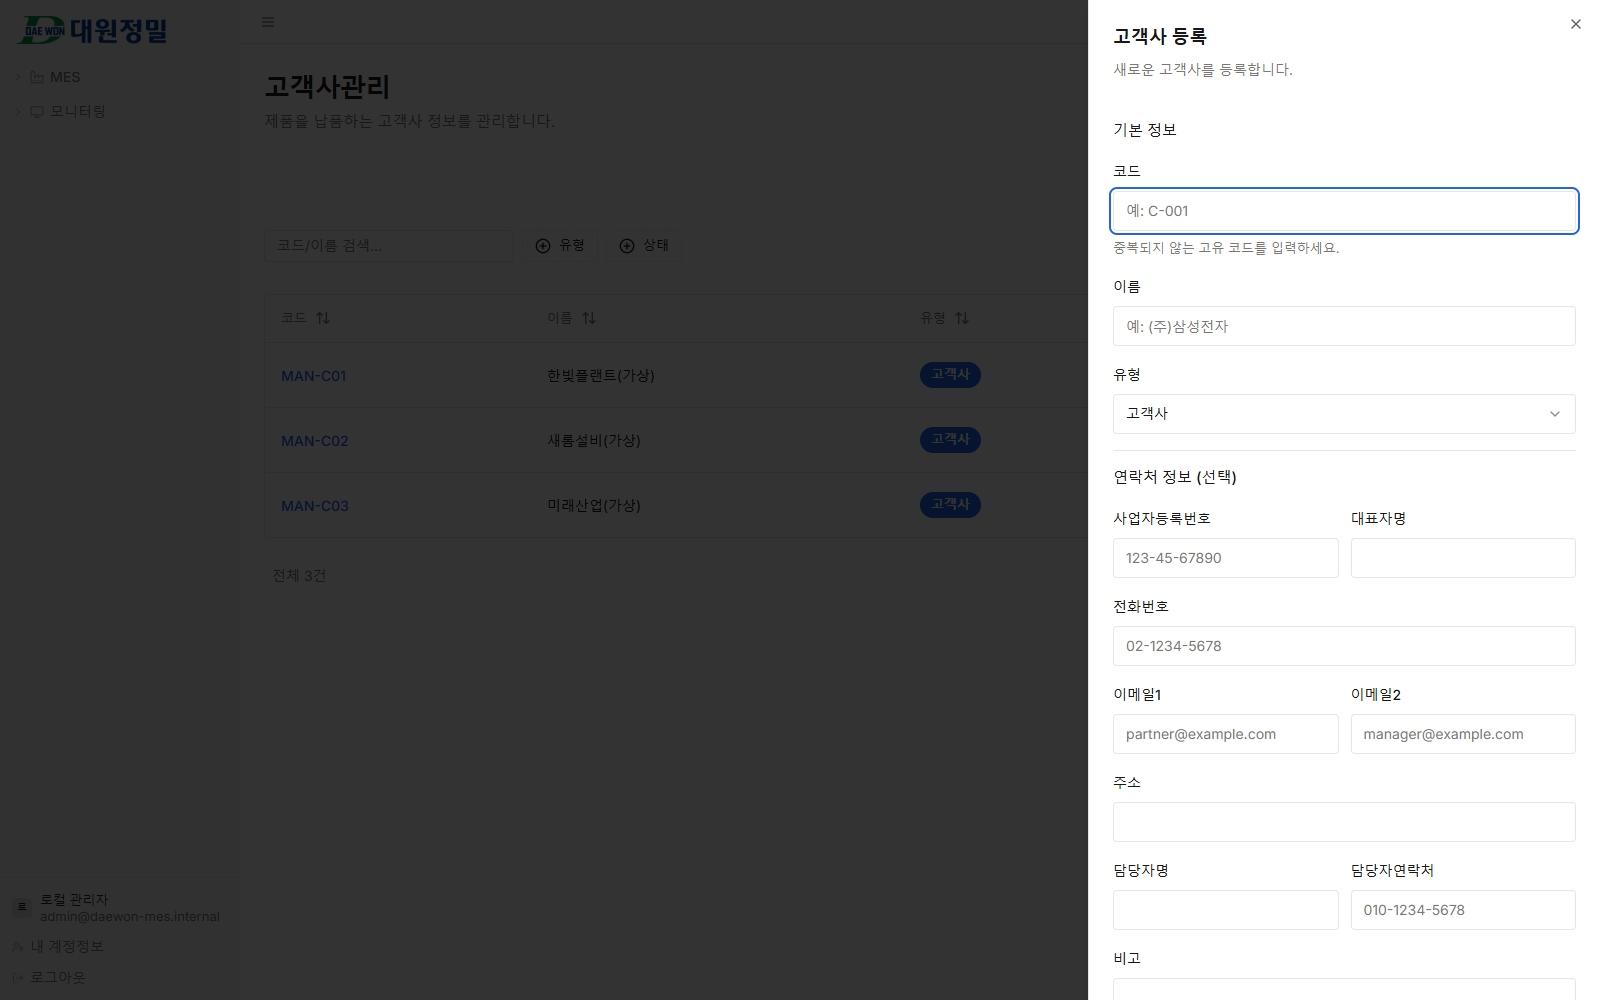 DAE WON 대원정밀
MES
모니터링
고객사관리
제품을 납품하는 고객사 정보를 관리합니다.
코드/이름 검색...
유형
상태
코드
이름
유형
MAN-C01
한빛플랜트(가상)
고객사
MAN-C02
새롬설비(가상)
고객사
MAN-C03
미래산업(가상)
고객사
전체 3건
로
로컬 관리자
admin@daewon-mes.internal
내 계정정보
로그아웃
고객사 등록
새로운 고객사를 등록합니다.
기본 정보
코드
예: C-001
중복되지 않는 고유 코드를 입력하세요.
이름
예: (주)삼성전자
유형
고객사
연락처 정보 (선택)
사업자등록번호
대표자명
123-45-67890
전화번호
02-1234-5678
이메일1
이메일2
partner@example.com
manager@example.com
주소
담당자명
담당자연락처
010-1234-5678
비고